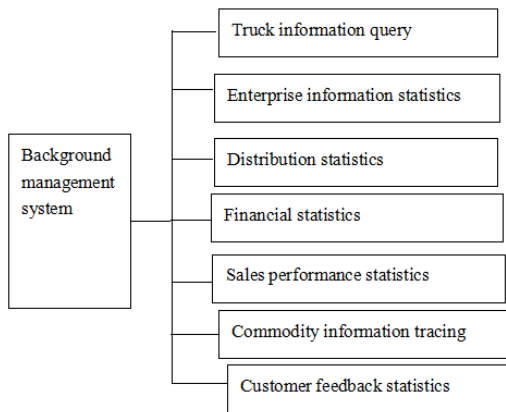 Truck information query
Enterprise information statistics
Background
management
system
Distribution statistics
Financial statistics
Sales performance statistics
Commodity information tracing
Customer feedback statistics